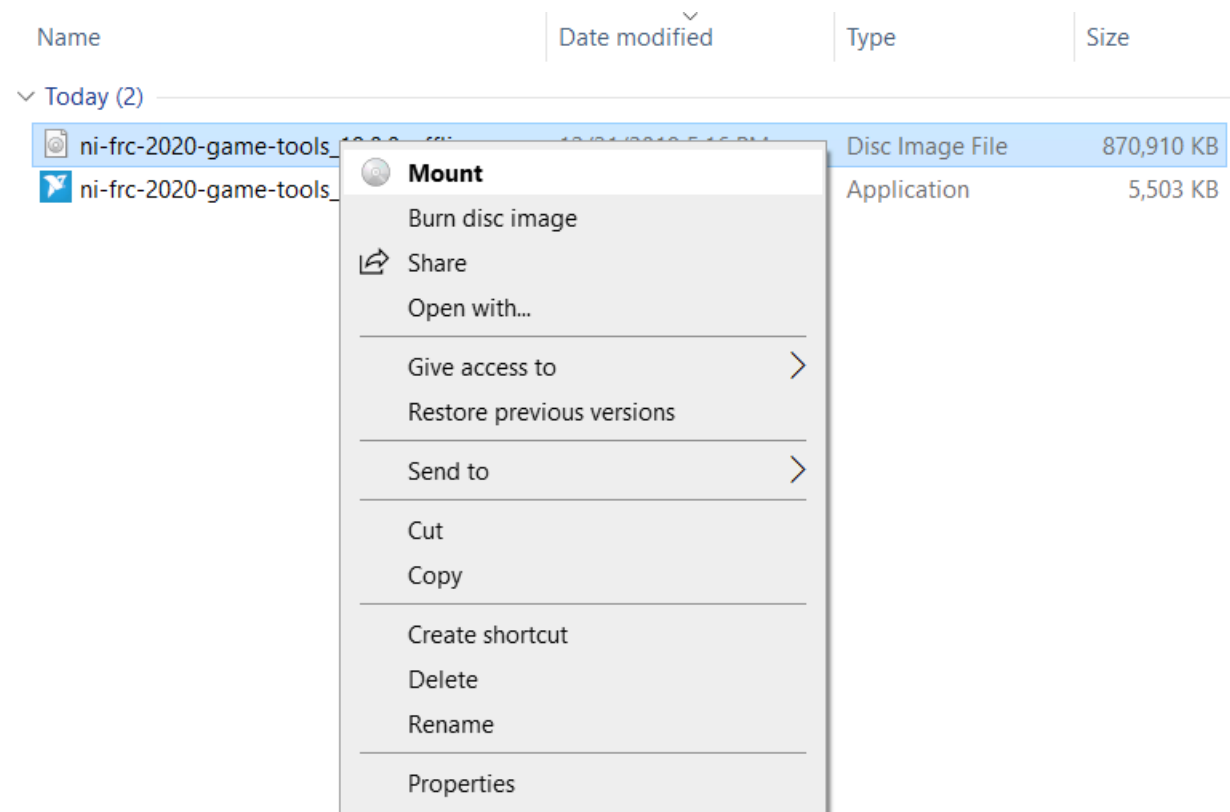 Name Date modified Type Size
Today (2)
ni-frc-2020-game-tools_ Disc Image File 870,910 KB
Mount
ni-frc-2020-game-tools_ Application 5,503 KB
Burn disc image
Share
Open with...
Give access to
Restore previous versions
Send to
Cut
Copy
Create shortcut
Delete
Rename
Properties